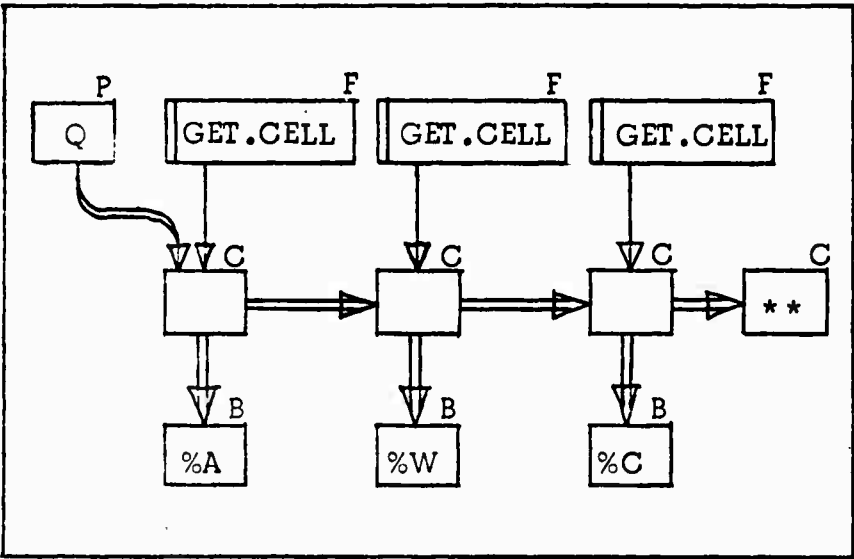 P F F F
Q GET.CELL GET.CELL GET.CELL
C C C C
**
B B B
%A %W %C